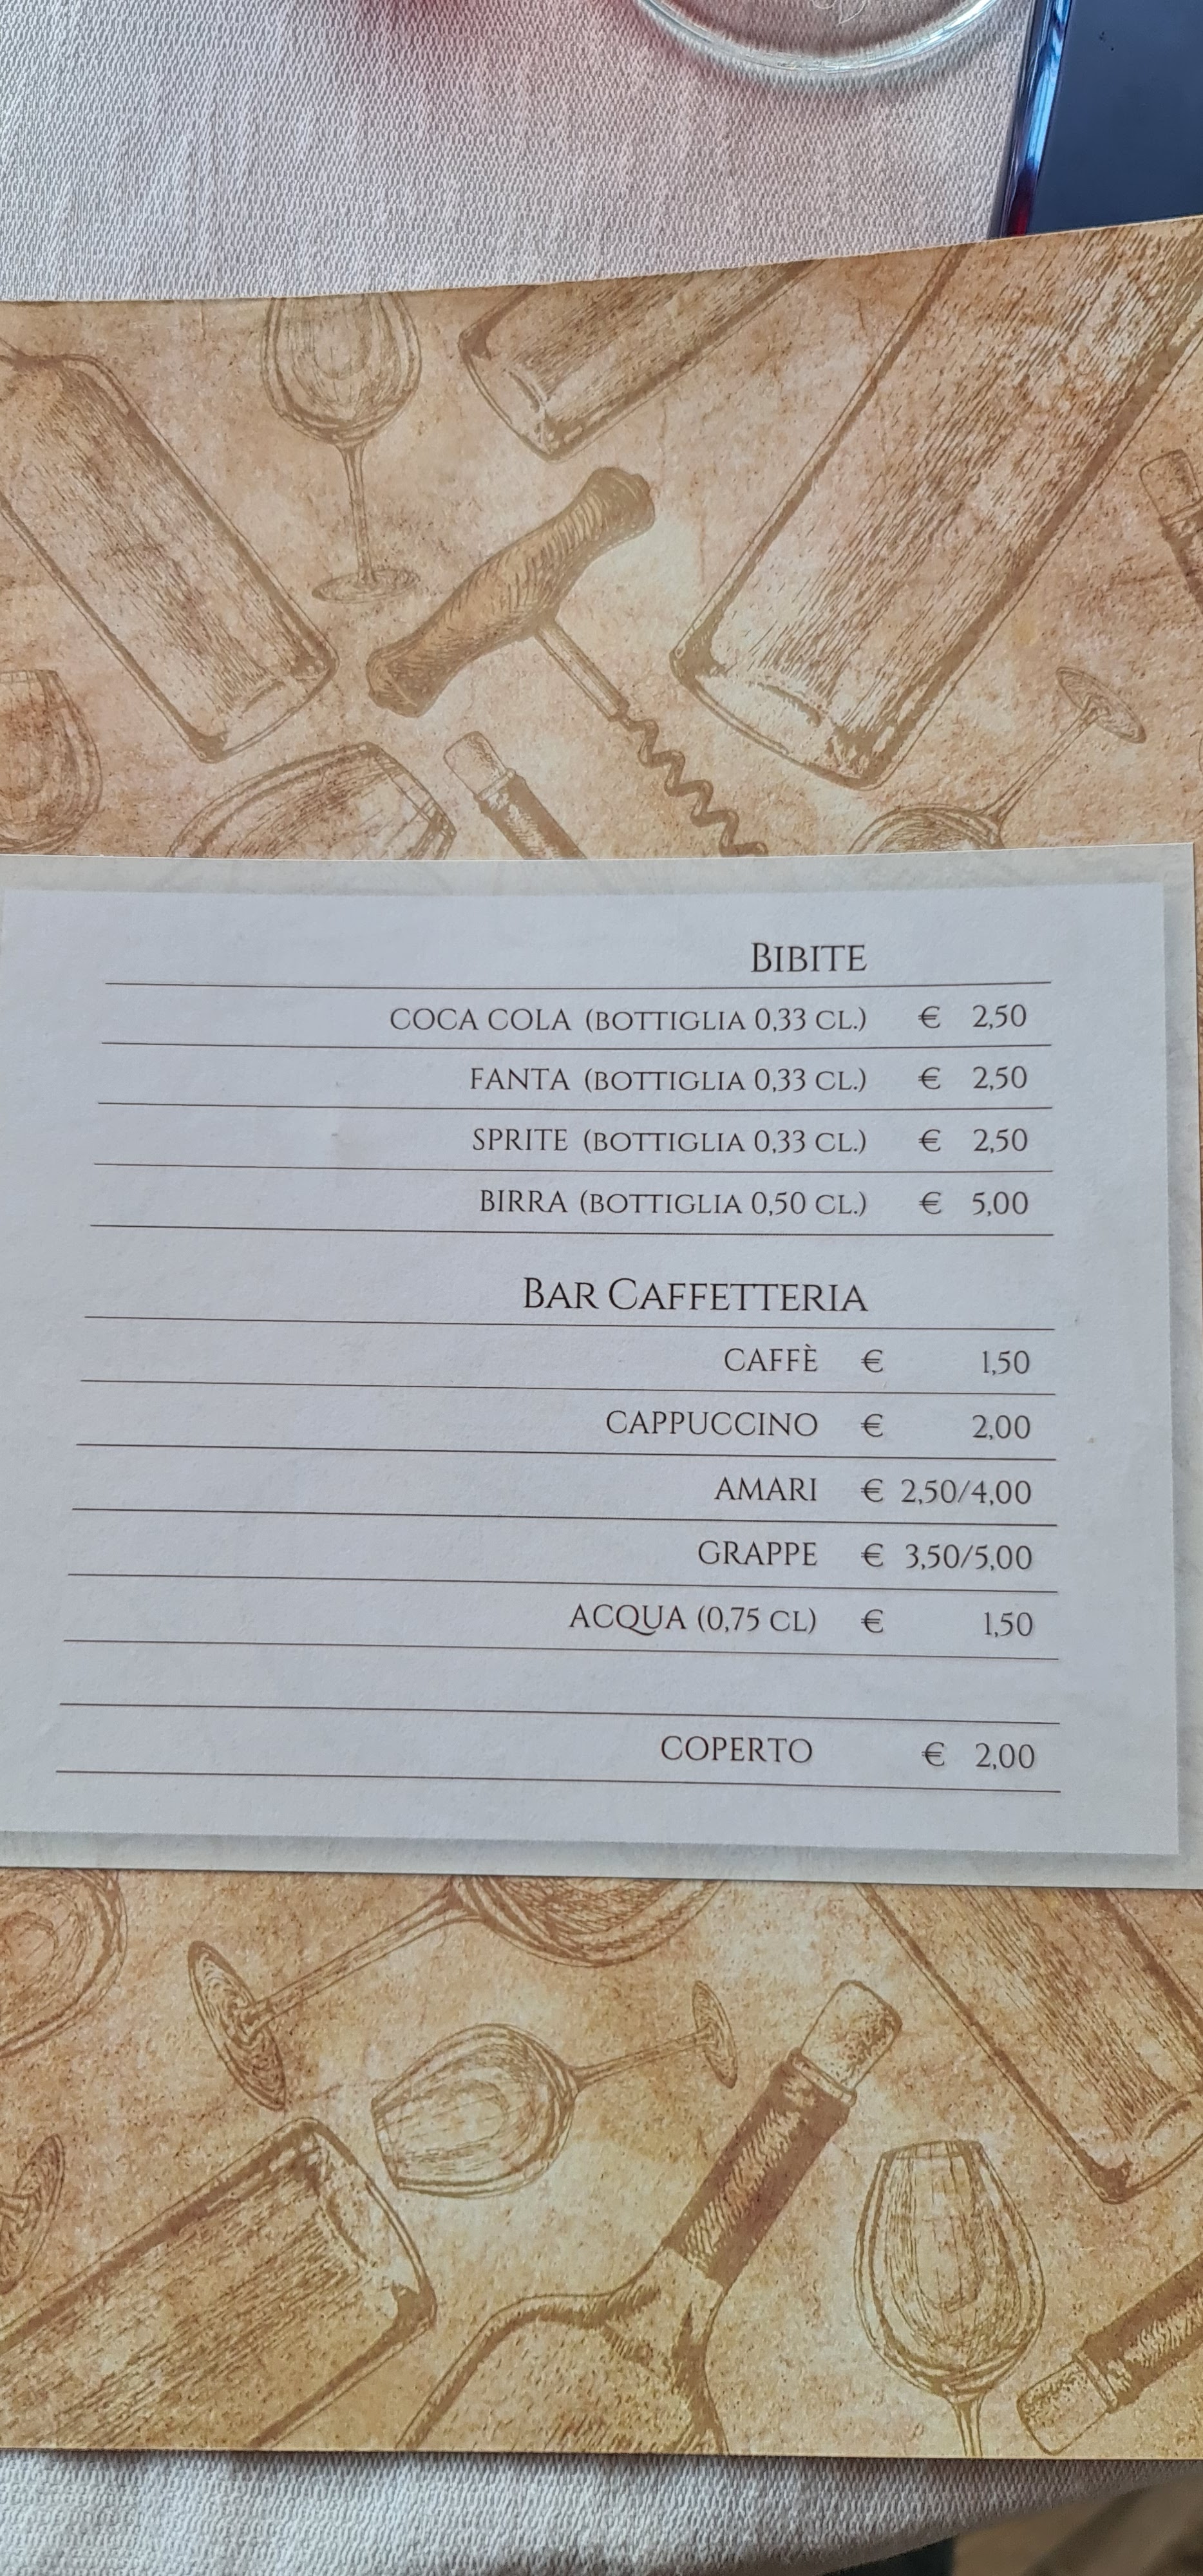 Bibite
COCA COLA (BOTTIGLIA 0,33 CL.) € 2,50
FANTA (BOTTIGLIA 0,33 CL.) € 2,50
SPRITE (BOTTIGLIA 0,33 CL.) € 2,50
BIRRA (BOTTIGLIA 0,50 CL.) € 5,00
Bar Caffetteria
CAFFÈ € 1,50
CAPPUCCINO € 2,00
AMARI € 2,50/4,00
GRAPPE € 3,50/5,00
ACQUA (0,75 CL) € 1,50
COPERTO € 2,00